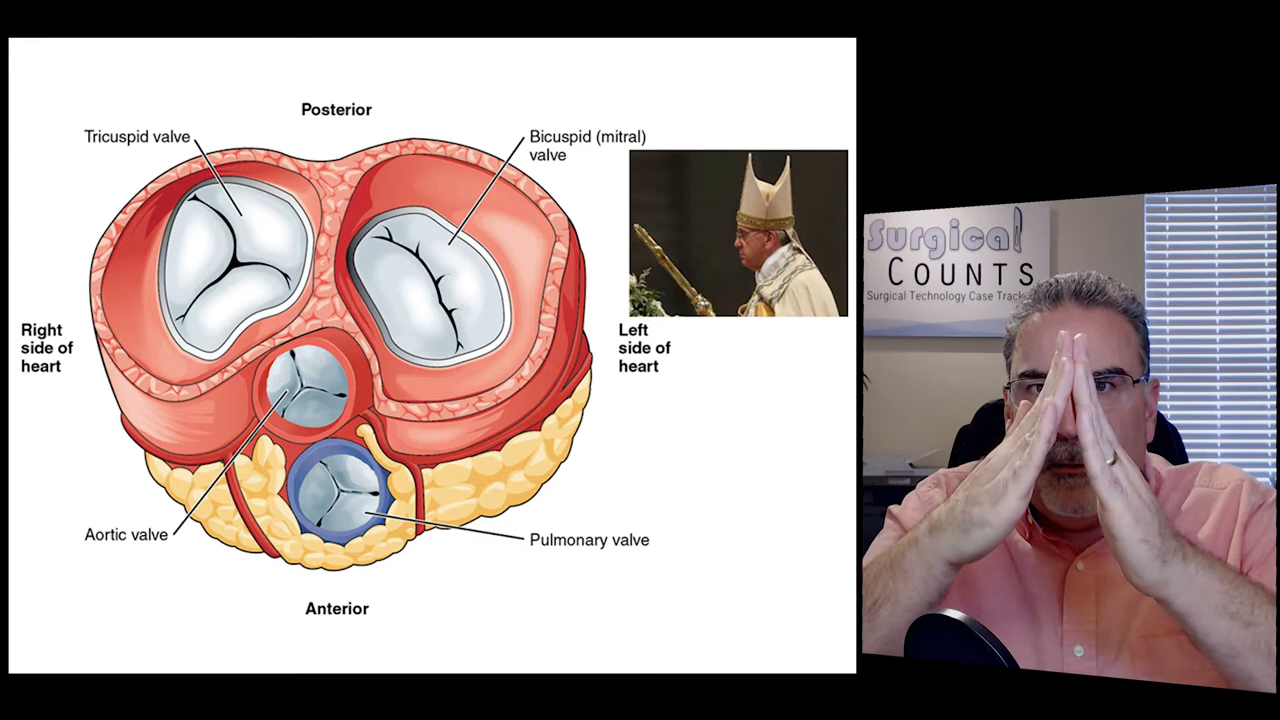 Posterior
Tricuspid valve
Bicuspid (mitral)
valve
Right
side of
heart
Left
side of
heart
Aortic valve
Pulmonary valve
Anterior
Surgical
COUNTS
Surgical Technology Case